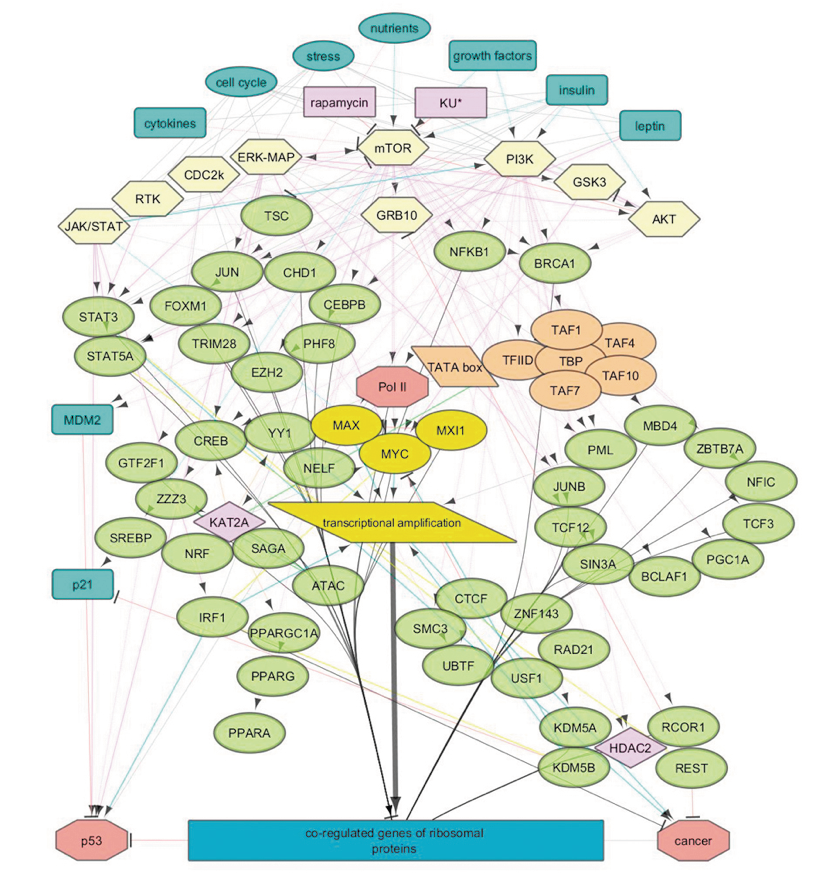 nutrients
stress
growth factors
cell cycle
insulin
rapamycin
KU*
cytokines
leptin
mTOR
ERK-MAP
PI3K
CDC2k
GSK3
RTK
JAK/STAT
TSC
GRB10
AKT
NFKB1
BRCA1
JUN
CHD1
FOXM1
CEBPB
STAT3
TAF1
TAF4
TRIM28
PHF8
STAT5A
TATA box
TFIID
TBP
EZH2
TAF10
Pol II
TAF7
MDM2
MAX
MXI1
MBD4
CREB
YY1
PML
ZBTB7A
MYC
GTF2F1
NELF
NFIC
JUNB
ZZZ3
KAT2A
transcriptional amplification
TCF12
TCF3
SREBP
NRF
SAGA
SIN3A
PGC1A
BCLAF1
p21
ATAC
CTCF
IRF1
ZNF143
SMC3
PPARGC1A
RAD21
UBTF
PPARG
USF1
PPARA
KDM5A
RCOR1
HDAC2
KDM5B
REST
p53
co-regulated genes of ribosomal
proteins
cancer